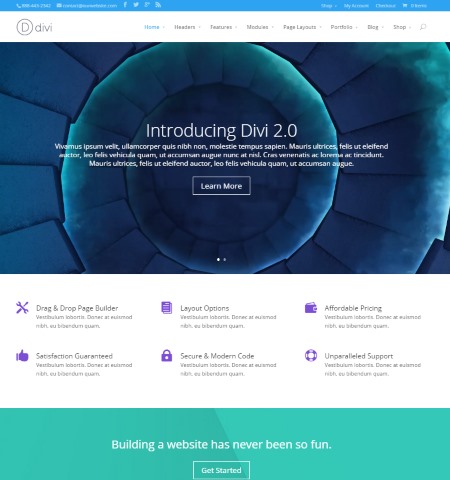 888-443-2342 contact@ourwebsite.com Shop My Account Checkout 0 Items
divi Home Headers Features Modules Page Layouts Portfolio Blog Shop
Introducing Divi 2.0
Vivamus ipsum velit, ullamcorper quis nibh non, molestie tempus sapien. Mauris ultrices, felis ut eleifend
auctor, leo felis vehicula quam, ut accumsan augue nunc at nisl. Cras venenatis ac lorema ac tincidunt.
Mauris ultrices, felis ut eleifend auctor, leo felis vehicula quam, ut accumsan augue.
Learn More
Drag & Drop Page Builder
Vestibulum lobortis. Donec at euismod
nibh, eu bibendum quam.
Layout Options
Vestibulum lobortis. Donec at euismod
nibh, eu bibendum quam.
Affordable Pricing
Vestibulum lobortis. Donec at euismod
nibh, eu bibendum quam.
Satisfaction Guaranteed
Vestibulum lobortis. Donec at euismod
nibh, eu bibendum quam.
Secure & Modern Code
Vestibulum lobortis. Donec at euismod
nibh, eu bibendum quam.
Unparalleled Support
Vestibulum lobortis. Donec at euismod
nibh, eu bibendum quam.
Building a website has never been so fun.
Get Started